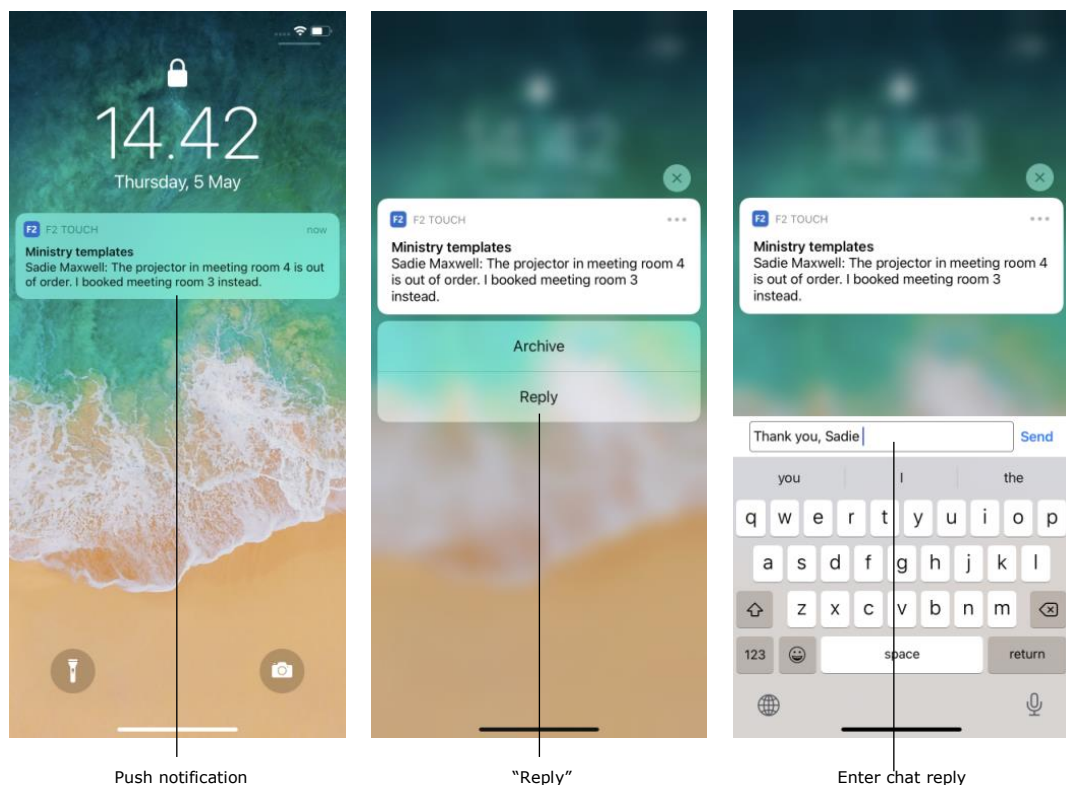 14.42
Thursday, 5 May
F2 F2 TOUCH now
Ministry templates
Sadie Maxwell: The projector in meeting room 4 is out
of order. I booked meeting room 3 instead.
Push notification
F2 F2 TOUCH
Ministry templates
Sadie Maxwell: The projector in meeting room 4
is out of order. I booked meeting room 3
instead.
Archive
Reply
“Reply”
F2 F2 TOUCH
Ministry templates
Sadie Maxwell: The projector in meeting room 4
is out of order. I booked meeting room 3
instead.
Thank you, Sadie Send
you I the
q w e r t y u i o p
a s d f g h j k l
z x c v b n m
123 space return
Enter chat reply